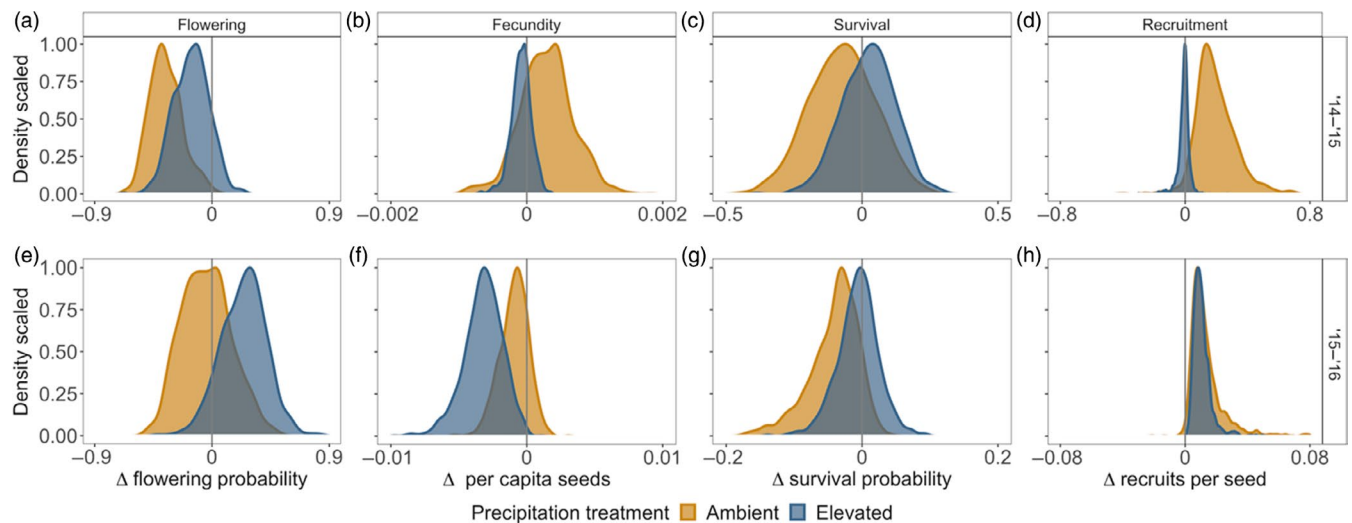 (a) Flowering (b) Fecundity (c) Survival (d) Recruitment
Density scaled
1.00
0.75
0.50
0.25
0.00
'14–'15
−0.9 0 0.9 −0.002 0 0.002 −0.5 0 0.5 −0.8 0 0.8
(e) (f) (g) (h)
Density scaled
1.00
0.75
0.50
0.25
0.00
'15–'16
−0.9 0 0.9 −0.01 0 0.01 −0.2 0 0.2 −0.08 0 0.08
Δ flowering probability Δ per capita seeds Δ survival probability Δ recruits per seed
Precipitation treatment Ambient Elevated